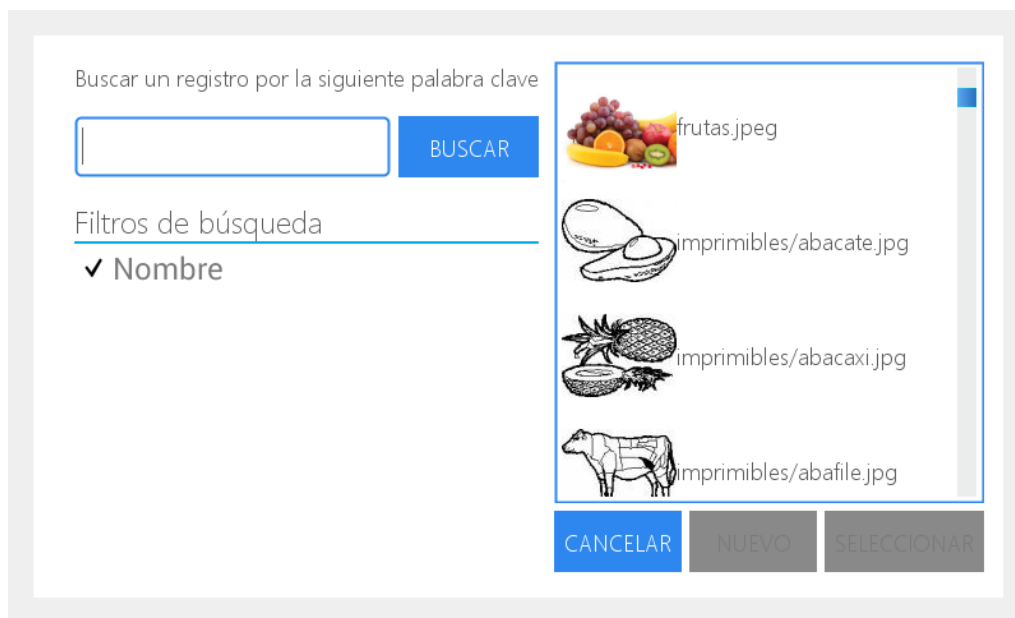 Buscar un registro por la siguiente palabra clave
BUSCAR
Filtros de búsqueda
Nombre
frutas.jpeg
imprimibles/abacate.jpg
imprimibles/abacaxi.jpg
imprimibles/abafile.jpg
CANCELAR
NUEVO
SELECCIONAR